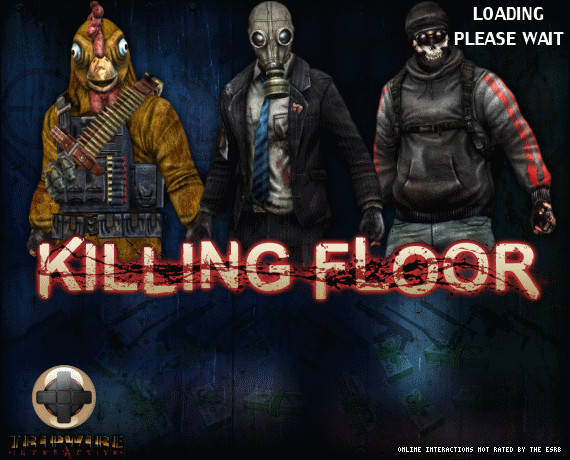 LOADING
PLEASE WAIT
KILLING FLOOR
TRIPWIRE
INTERACTIVE
ONLINE INTERACTIONS NOT RATED BY THE ESRB